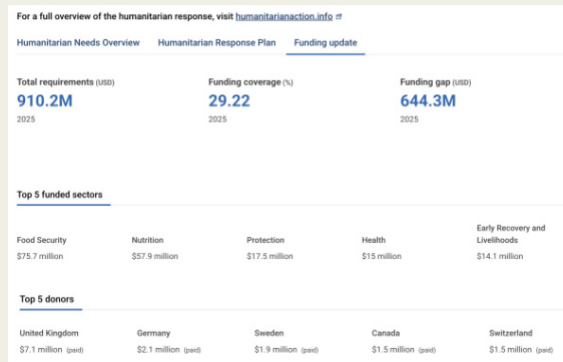 For a full overview of the humanitarian response, visit humanitarianaction.info
Humanitarian Needs Overview Humanitarian Response Plan Funding update
Total requirements (USD) Funding coverage (%) Funding gap (USD)
910.2M 29.22 644.3M
2025 2025 2025
Top 5 funded sectors
Food Security Nutrition Protection Health Early Recovery and Livelihoods
$75.7 million $57.9 million $17.5 million $15 million $14.1 million
Top 5 donors
United Kingdom Germany Sweden Canada Switzerland
$7.1 million (paid) $2.1 million (paid) $1.9 million (paid) $1.5 million (paid) $1.5 million (paid)